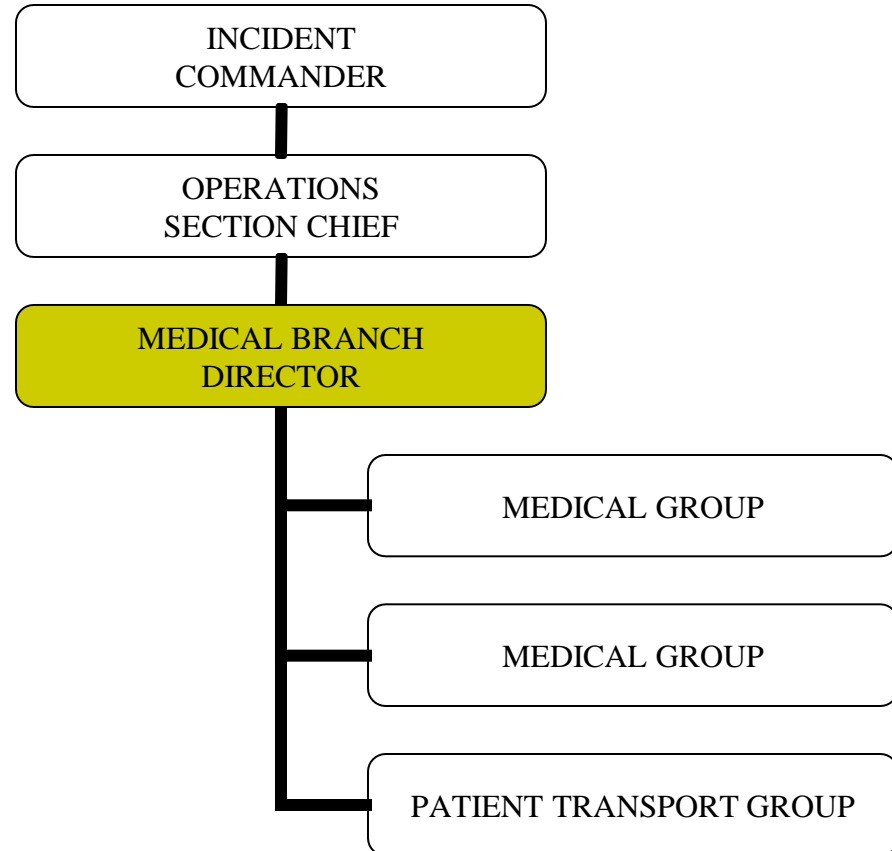 INCIDENT
COMMANDER
OPERATIONS
SECTION CHIEF
MEDICAL BRANCH
DIRECTOR
MEDICAL GROUP
MEDICAL GROUP
PATIENT TRANSPORT GROUP